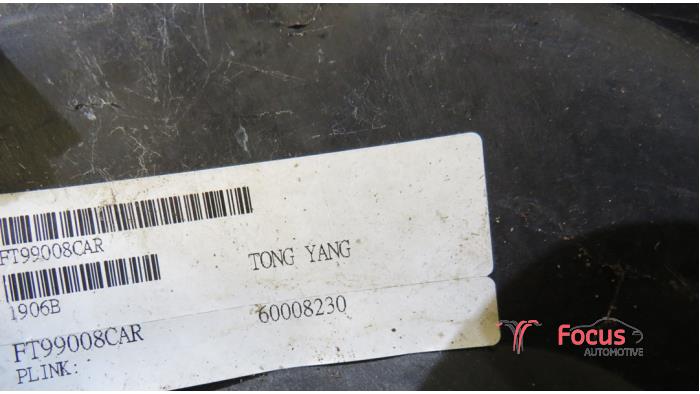 FT99008CAR
1906B
TONG YANG
FT99008CAR
60008230
PLINK:
Focus
AUTOMOTIVE